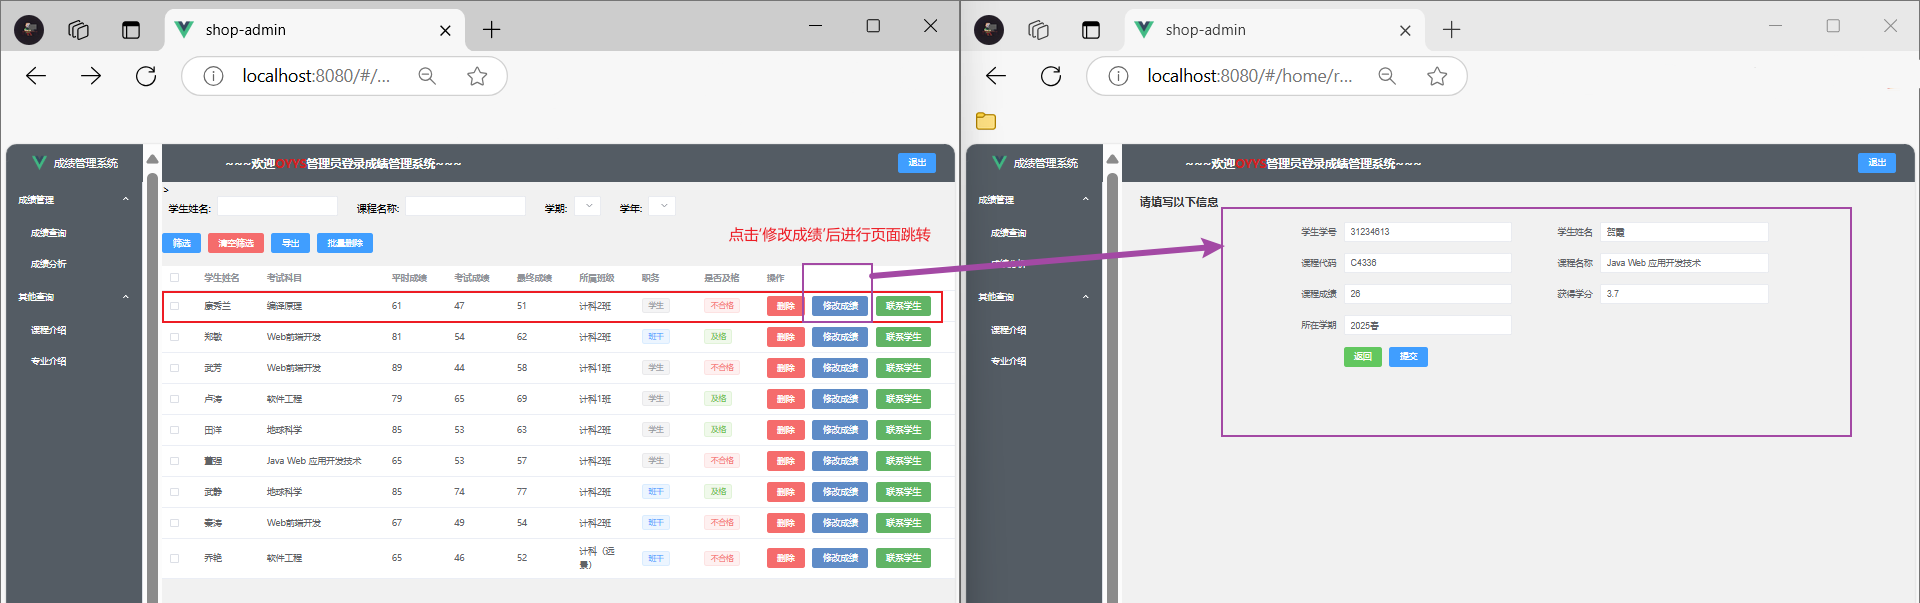 shop-admin
localhost:8080/#/...
成绩管理系统
~~~欢迎OYYS管理员登录成绩管理系统~~~
退出
成绩管理
成绩查询
成绩分析
其他查询
课程介绍
专业介绍
>
学生姓名:
课程名称:
学期:
学年:
筛选 清空筛选 导出 批量删除
点击‘修改成绩’后进行页面跳转
学生姓名 考试科目 平时成绩 考试成绩 最终成绩 所属班级 职务 是否及格 操作
康秀兰 编译原理 61 47 51 计科2班 学生 不合格 删除 修改成绩 联系学生
郑敏 Web前端开发 81 54 62 计科2班 班干 及格 删除 修改成绩 联系学生
武芳 Web前端开发 89 44 58 计科1班 学生 不合格 删除 修改成绩 联系学生
卢涛 软件工程 79 65 69 计科1班 学生 及格 删除 修改成绩 联系学生
田洋 地球科学 85 53 63 计科2班 学生 及格 删除 修改成绩 联系学生
董强 Java Web 应用开发技术 65 53 57 计科2班 学生 不合格 删除 修改成绩 联系学生
武静 地球科学 85 74 77 计科2班 班干 及格 删除 修改成绩 联系学生
秦涛 Web前端开发 67 49 54 计科2班 班干 不合格 删除 修改成绩 联系学生
乔艳 软件工程 65 46 52 计科（远景） 班干 不合格 删除 修改成绩 联系学生
shop-admin
localhost:8080/#/home/r...
成绩管理系统
~~~欢迎OYYS管理员登录成绩管理系统~~~
退出
成绩管理
成绩查询
成绩分析
其他查询
课程介绍
专业介绍
请填写以下信息
学生学号 31234613 学生姓名 贺霞
课程代码 C4336 课程名称 Java Web 应用开发技术
课程成绩 26 获得学分 3.7
所在学期 2025春
返回 提交